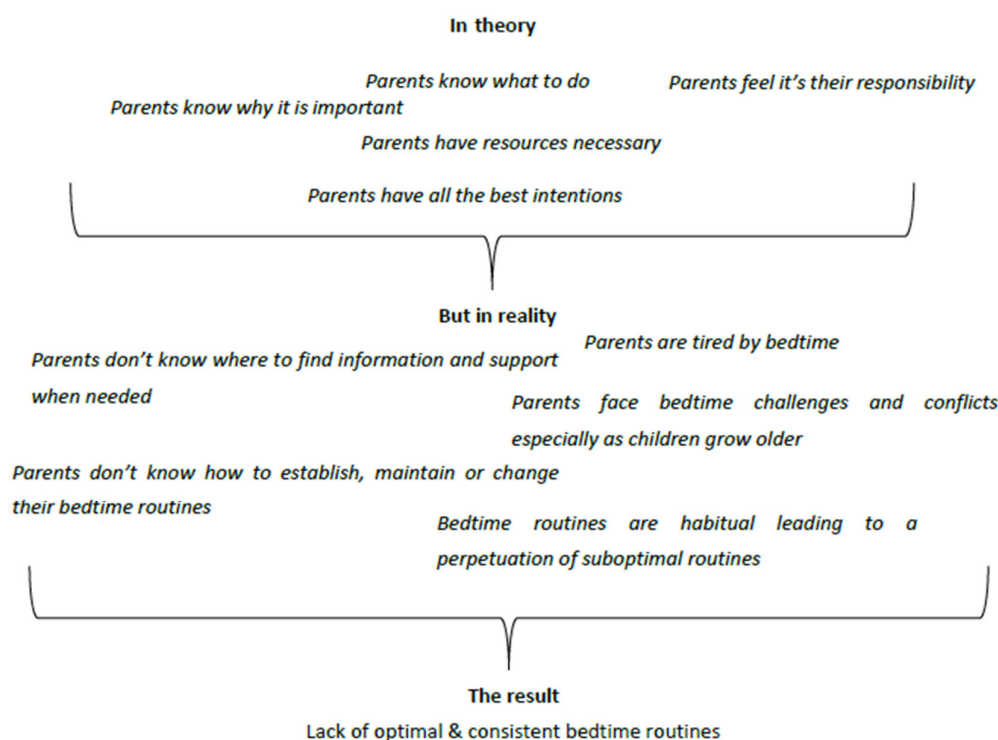 In theory
Parents know what to do
Parents feel it's their responsibility
Parents know why it is important
Parents have resources necessary
Parents have all the best intentions
But in reality
Parents are tired by bedtime
Parents don't know where to find information and support
when needed
Parents face bedtime challenges and conflicts
especially as children grow older
Parents don't know how to establish, maintain or change
their bedtime routines
Bedtime routines are habitual leading to a
perpetuation of suboptimal routines
The result
Lack of optimal & consistent bedtime routines